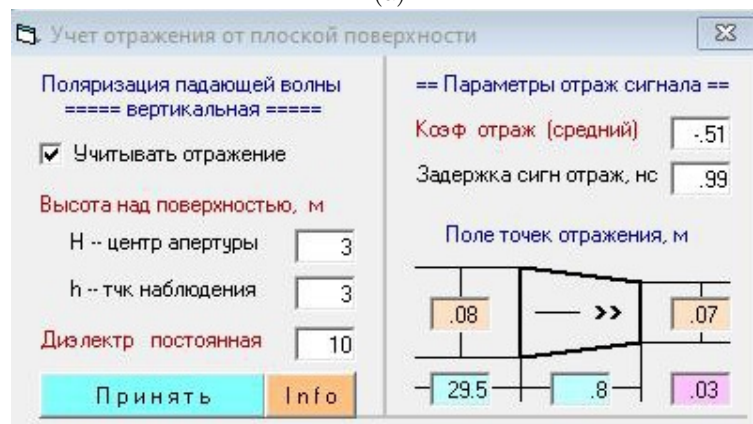 Учет отражения от плоской поверхности
Поляризация падающей волны
===== вертикальная =====
Учитывать отражение
Высота над поверхностью, м
H -- центр апертуры 3
h -- тчк наблюдения 3
Диэлектр постоянная 10
Принять Info
== Параметры отраж сигнала ==
Коэф отраж (средний) -.51
Задержка сигн отраж, нс .99
Поле точек отражения, м
.08 >> .07
29.5 .8 .03